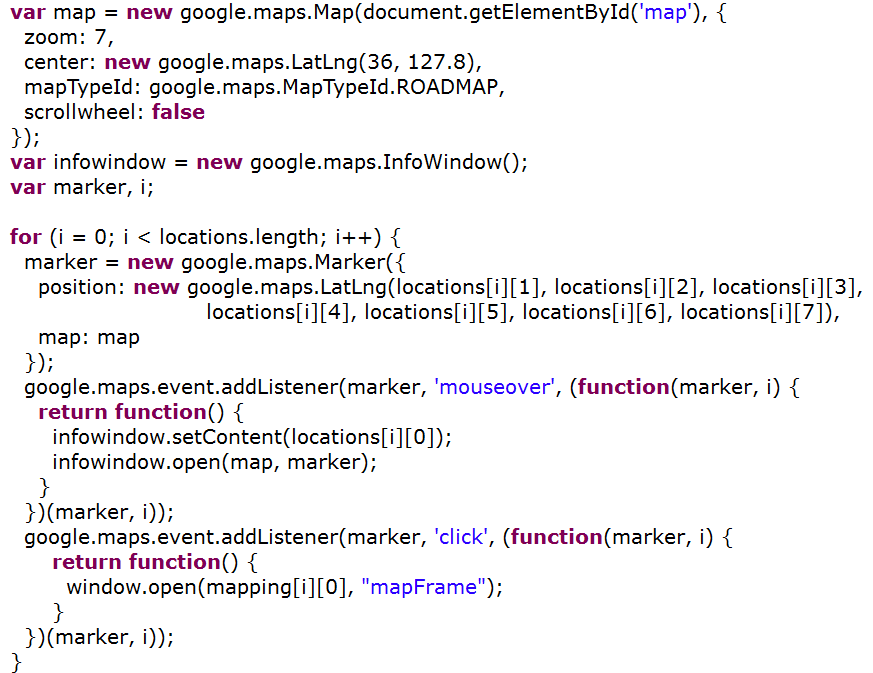 var map = new google.maps.Map(document.getElementById('map'), {
  zoom: 7,
  center: new google.maps.LatLng(36, 127.8),
  mapTypeId: google.maps.MapTypeId.ROADMAP,
  scrollwheel: false
});
var infowindow = new google.maps.InfoWindow();
var marker, i;

for (i = 0; i < locations.length; i++) {
  marker = new google.maps.Marker({
    position: new google.maps.LatLng(locations[i][1], locations[i][2], locations[i][3],
                            locations[i][4], locations[i][5], locations[i][6], locations[i][7]),
    map: map
  });
  google.maps.event.addListener(marker, 'mouseover', (function(marker, i) {
    return function() {
      infowindow.setContent(locations[i][0]);
      infowindow.open(map, marker);
    }
  })(marker, i));
  google.maps.event.addListener(marker, 'click', (function(marker, i) {
      return function() {
        window.open(mapping[i][0], "mapFrame");
      }
  })(marker, i));
}